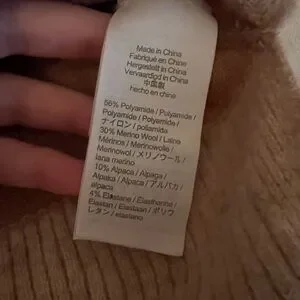 Made in China
Fabriqué en Chine
Hergestellt in China
Vervaardigd in China
中国製
hecho en china
56% Polyamide / Polyamide /
Polyamide / Polyamide /
ナイロン / poliamida
30% Merino Wool / Laine
Mérinos / Merinowolle /
Merinowol / メリノウール /
lana merino
10% Alpaca / Alpaga /
Alpaka / Alpaca / アルパカ /
alpaca
4% Elastane / Élasthanne /
Elastan / Elastaan / ポリウ
レタン / elastano